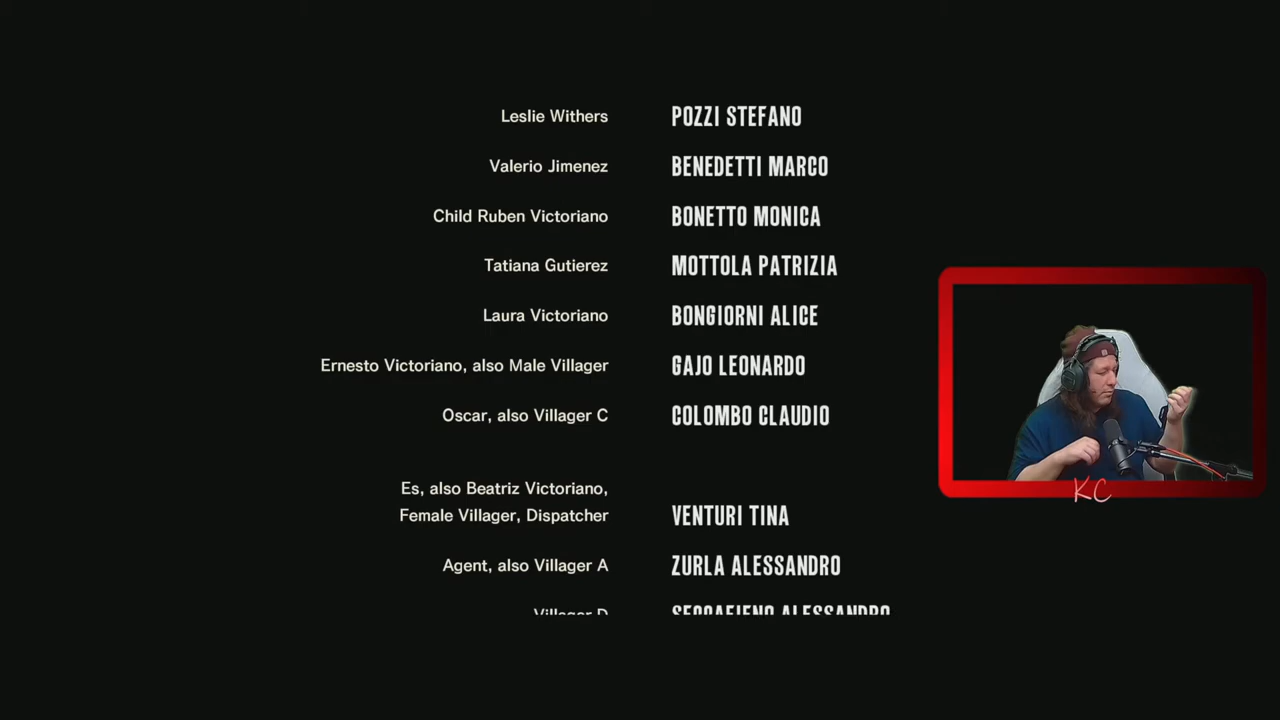 Leslie Withers POZZI STEFANO
Valerio Jimenez BENEDETTI MARCO
Child Ruben Victoriano BONETTO MONICA
Tatiana Gutierez MOTTOLA PATRIZIA
Laura Victoriano BONGIORNI ALICE
Ernesto Victoriano, also Male Villager GAJO LEONARDO
Oscar, also Villager C COLOMBO CLAUDIO
Es, also Beatriz Victoriano,
Female Villager, Dispatcher VENTURI TINA
Agent, also Villager A ZURLA ALESSANDRO
Villager D ALESSANDRO
KC